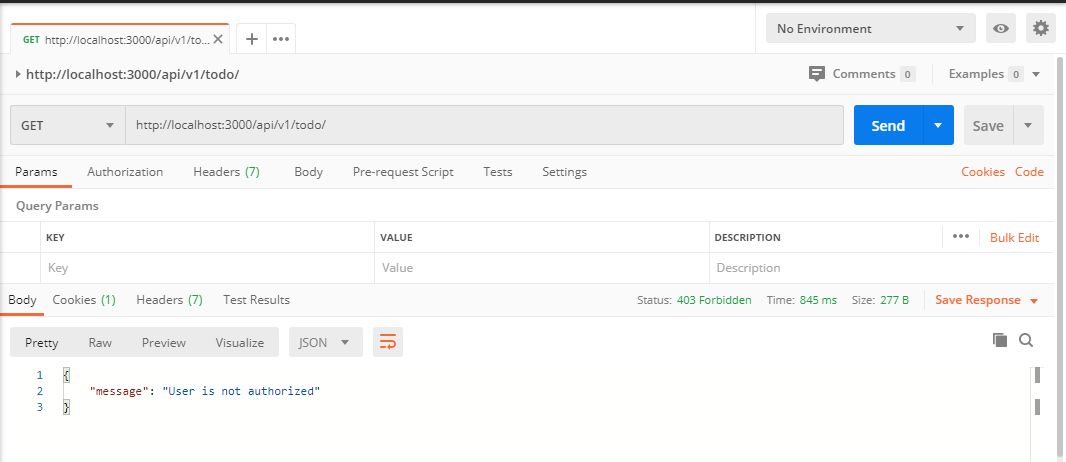 GET http://localhost:3000/api/v1/to... No Environment
http://localhost:3000/api/v1/todo/ Comments 0 Examples 0
GET http://localhost:3000/api/v1/todo/ Send Save
Params Authorization Headers (7) Body Pre-request Script Tests Settings Cookies Code
Query Params
KEY VALUE DESCRIPTION ••• Bulk Edit
Key Value Description
Body Cookies (1) Headers (7) Test Results Status: 403 Forbidden Time: 845 ms Size: 277 B Save Response
Pretty Raw Preview Visualize JSON
1 {
2 "message": "User is not authorized"
3 }